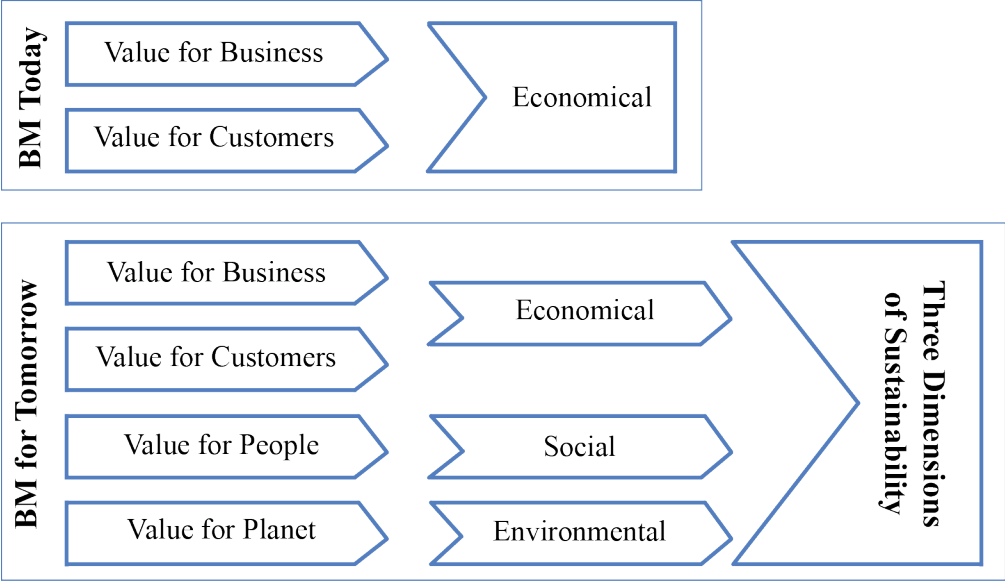 BM Today
Value for Business
Value for Customers
Economical
BM for Tomorrow
Value for Business
Value for Customers
Value for People
Value for Planet
Economical
Social
Environmental
Three Dimensions
of Sustainability